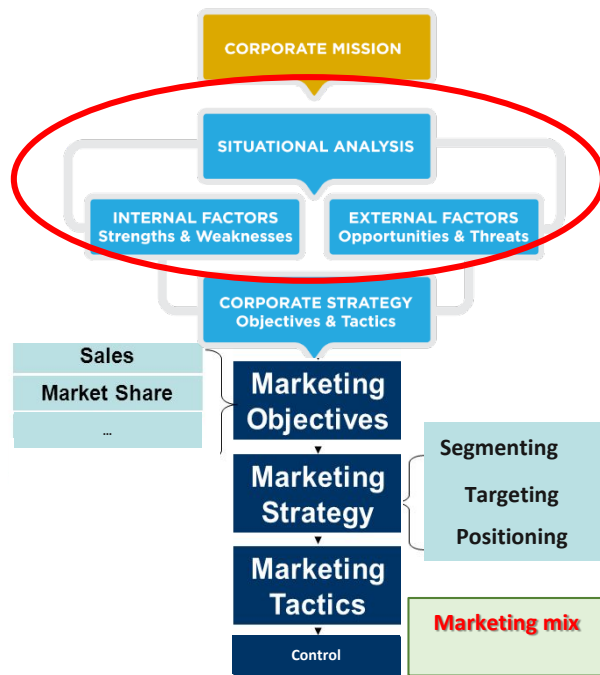 CORPORATE MISSION
SITUATIONAL ANALYSIS
INTERNAL FACTORS
Strengths & Weaknesses
EXTERNAL FACTORS
Opportunities & Threats
CORPORATE STRATEGY
Objectives & Tactics
Sales
Market Share
...
Marketing
Objectives
Marketing
Strategy
Segmenting
Targeting
Positioning
Marketing
Tactics
Marketing mix
Control